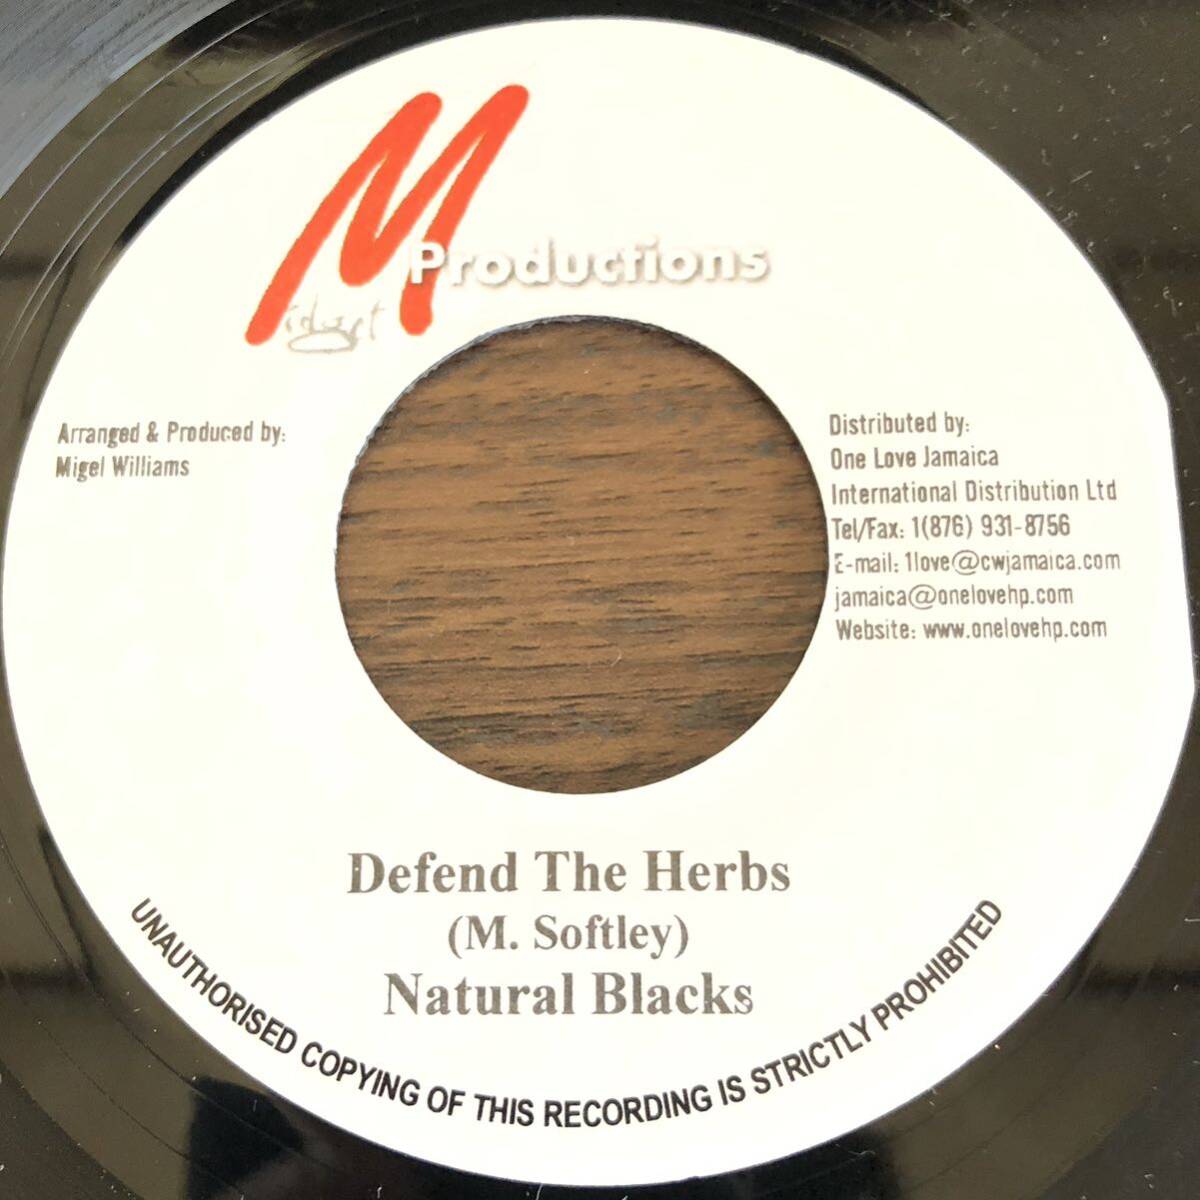 M Productions
Midget
Arranged & Produced by:
Migel Williams
Distributed by:
One Love Jamaica
International Distribution Ltd
Tel/Fax: 1(876) 931-8756
E-mail: 1love@cwjamaica.com
jamaica@onelovehp.com
Website: www.onelovehp.com
Defend The Herbs
(M. Softley)
Natural Blacks
UNAUTHORISED COPYING OF THIS RECORDING IS STRICTLY PROHIBITED